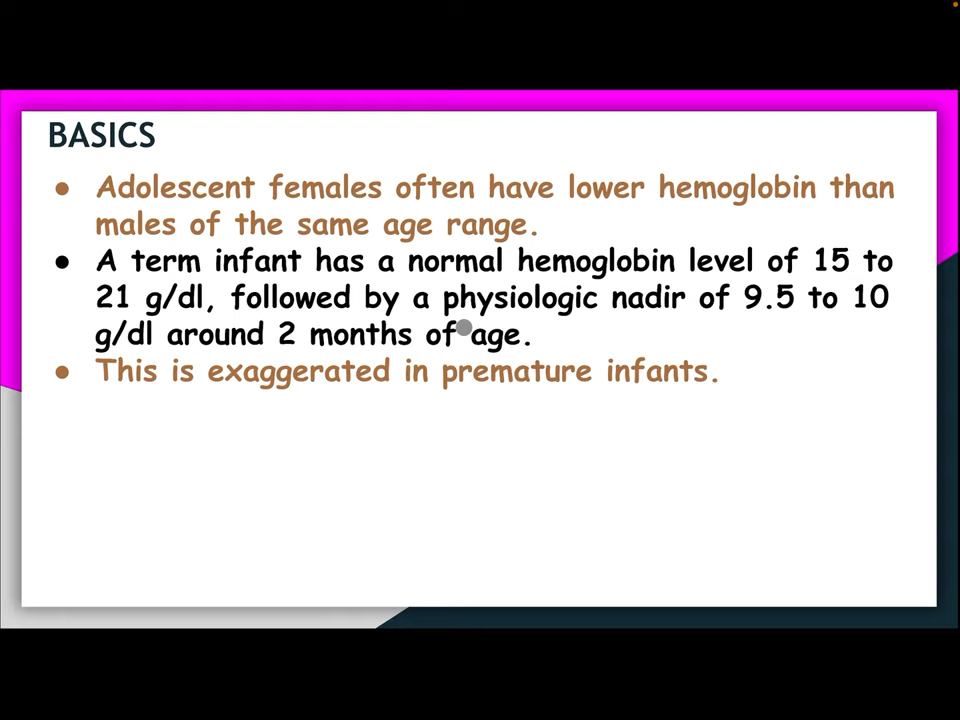 BASICS
● Adolescent females often have lower hemoglobin than
males of the same age range.
● A term infant has a normal hemoglobin level of 15 to
21 g/dl, followed by a physiologic nadir of 9.5 to 10
g/dl around 2 months of age.
● This is exaggerated in premature infants.